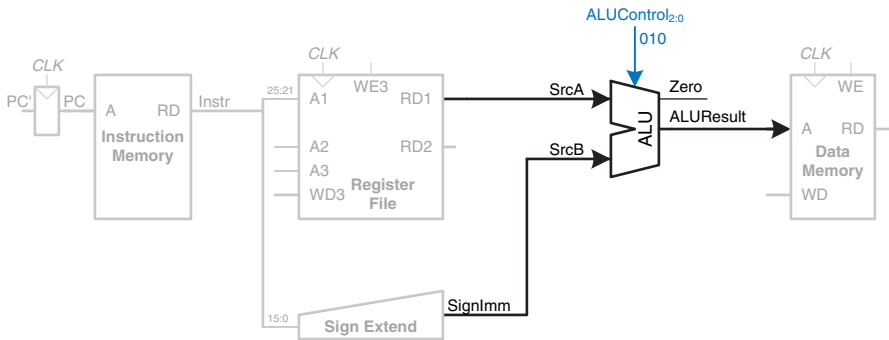 ALUControl2:0
010
CLK
CLK
CLK
PC'
PC
A
RD
Instruction
Memory
Instr
25:21
A1
WE3
RD1
A2
RD2
A3
WD3
Register
File
SrcA
SrcB
ALU
Zero
ALUResult
WE
A
RD
Data
Memory
WD
15:0
Sign Extend
SignImm